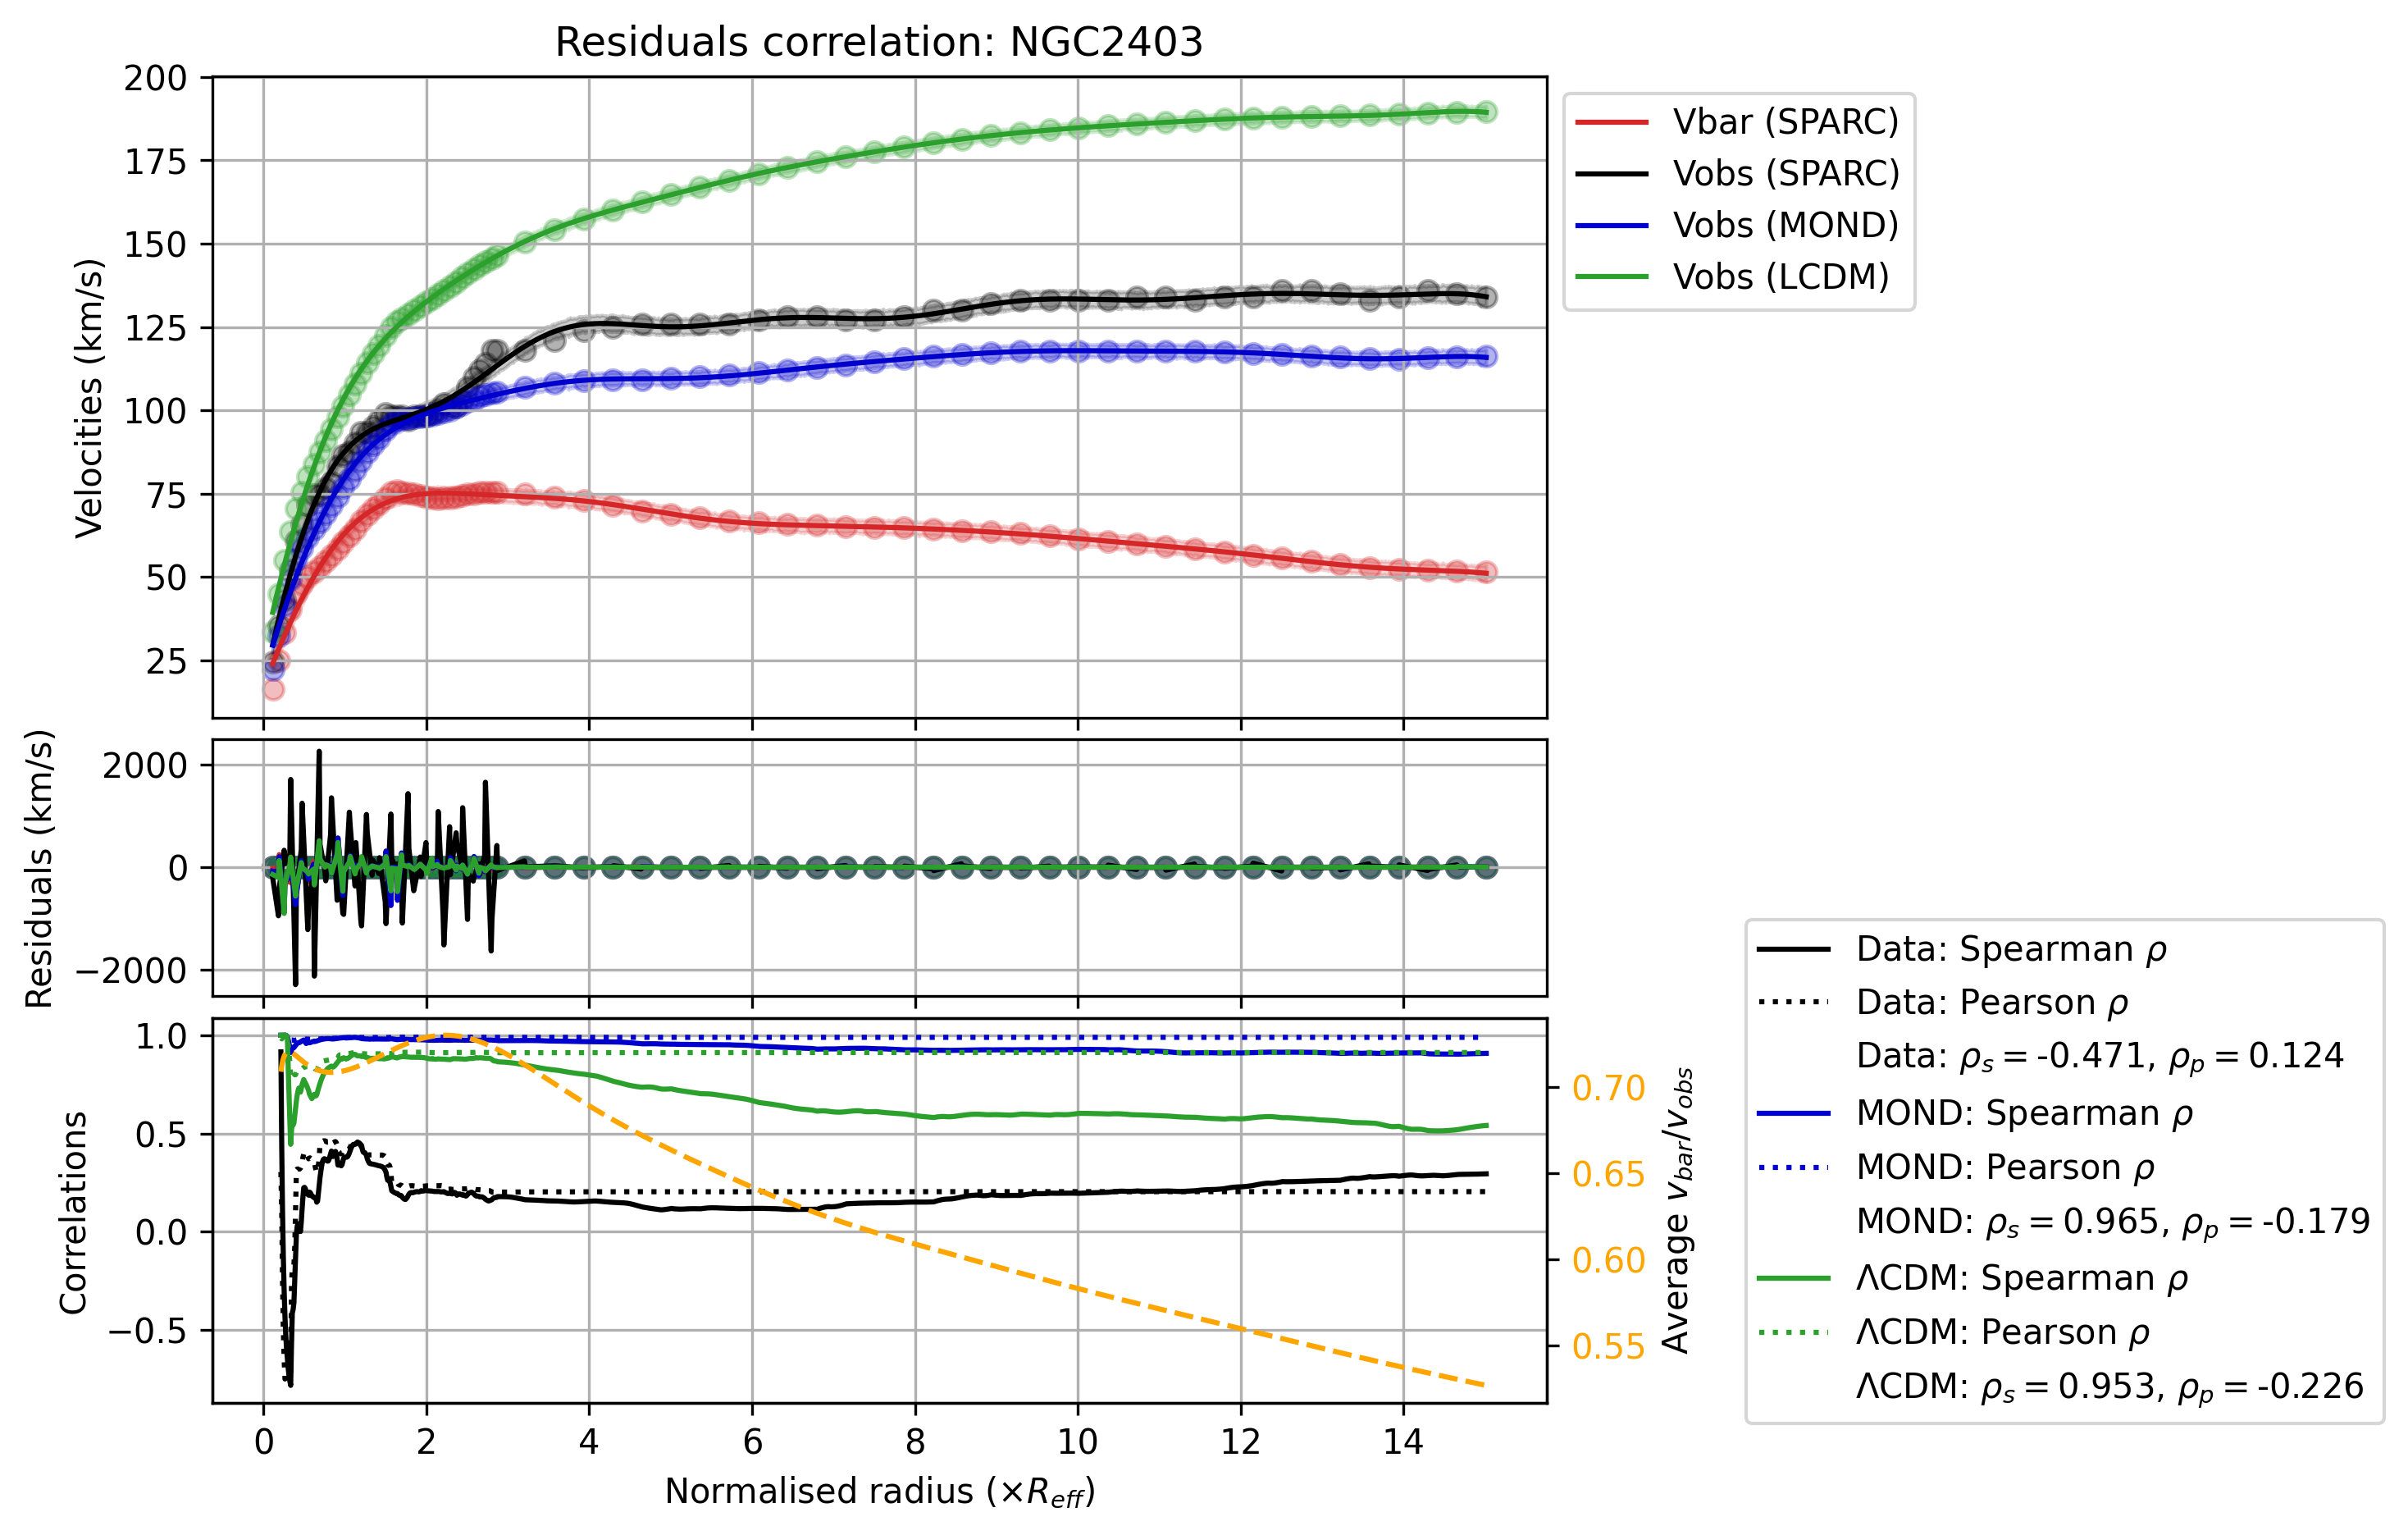 Residuals correlation: NGC2403
200
175
150
125
100
75
50
25
Velocities (km/s)
Vbar (SPARC)
Vobs (SPARC)
Vobs (MOND)
Vobs (LCDM)
2000
0
−2000
Residuals (km/s)
1.0
0.5
0.0
−0.5
Correlations
0.70
0.65
0.60
0.55
Average v_bar/v_obs
0 2 4 6 8 10 12 14
Normalised radius (×R_eff)
Data: Spearman ρ
Data: Pearson ρ
Data: ρ_s = -0.471, ρ_p = 0.124
MOND: Spearman ρ
MOND: Pearson ρ
MOND: ρ_s = 0.965, ρ_p = -0.179
ΛCDM: Spearman ρ
ΛCDM: Pearson ρ
ΛCDM: ρ_s = 0.953, ρ_p = -0.226